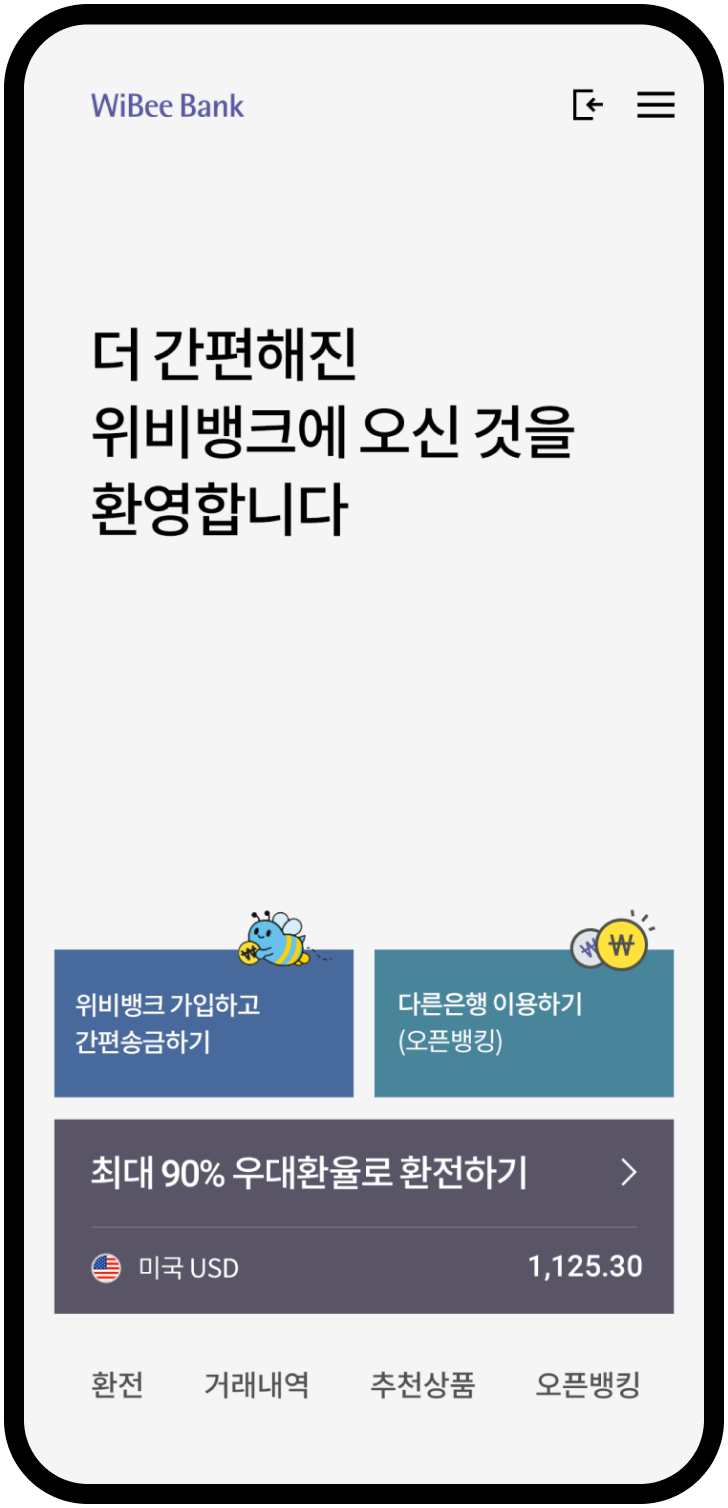 WiBee Bank
더 간편해진
위비뱅크에 오신 것을
환영합니다
₩
₩ ₩
위비뱅크 가입하고
간편송금하기
다른은행 이용하기
(오픈뱅킹)
최대 90% 우대환율로 환전하기
미국 USD 1,125.30
환전 거래내역 추천상품 오픈뱅킹